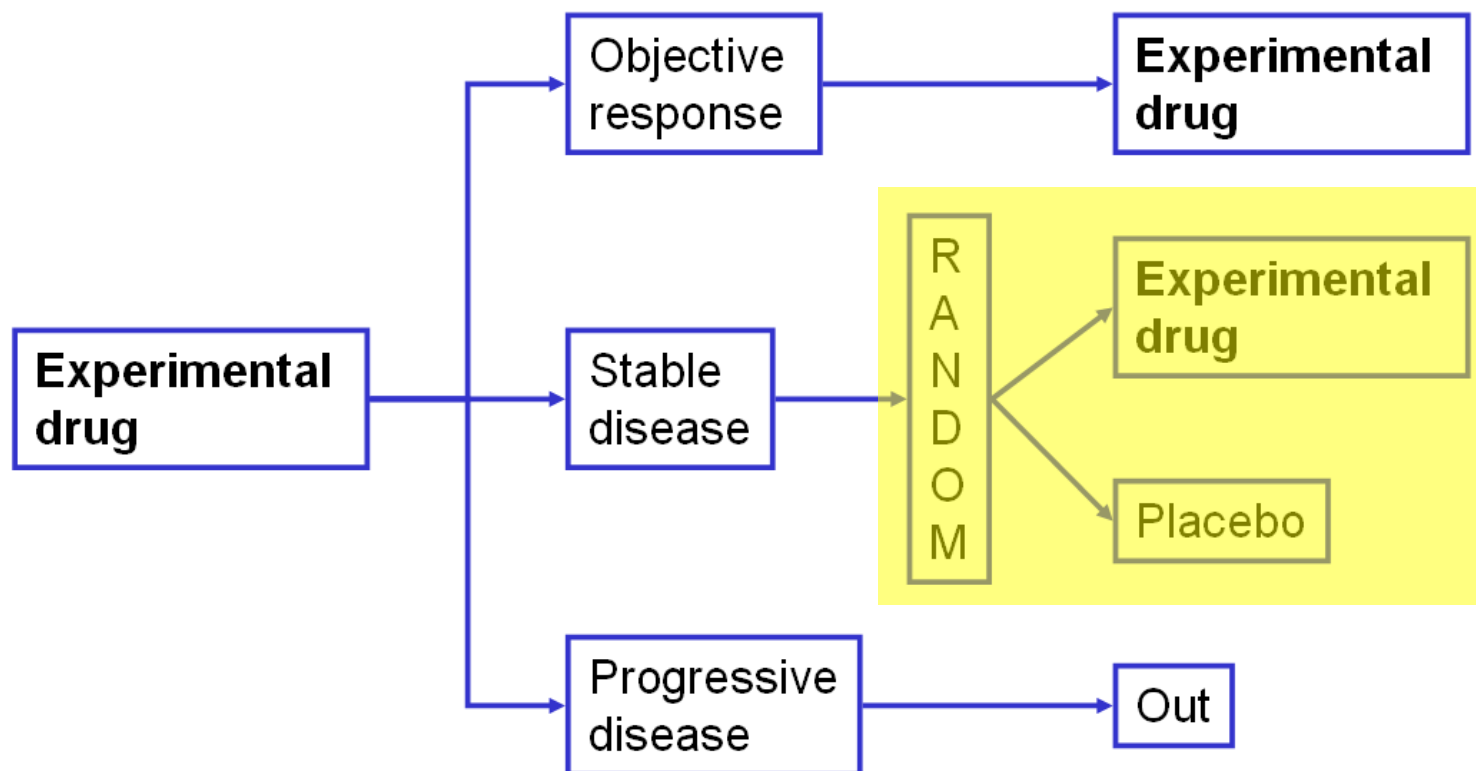 Objective
response
Experimental
drug
Experimental
drug
Stable
disease
R
A
N
D
O
M
Experimental
drug
Placebo
Progressive
disease
Out